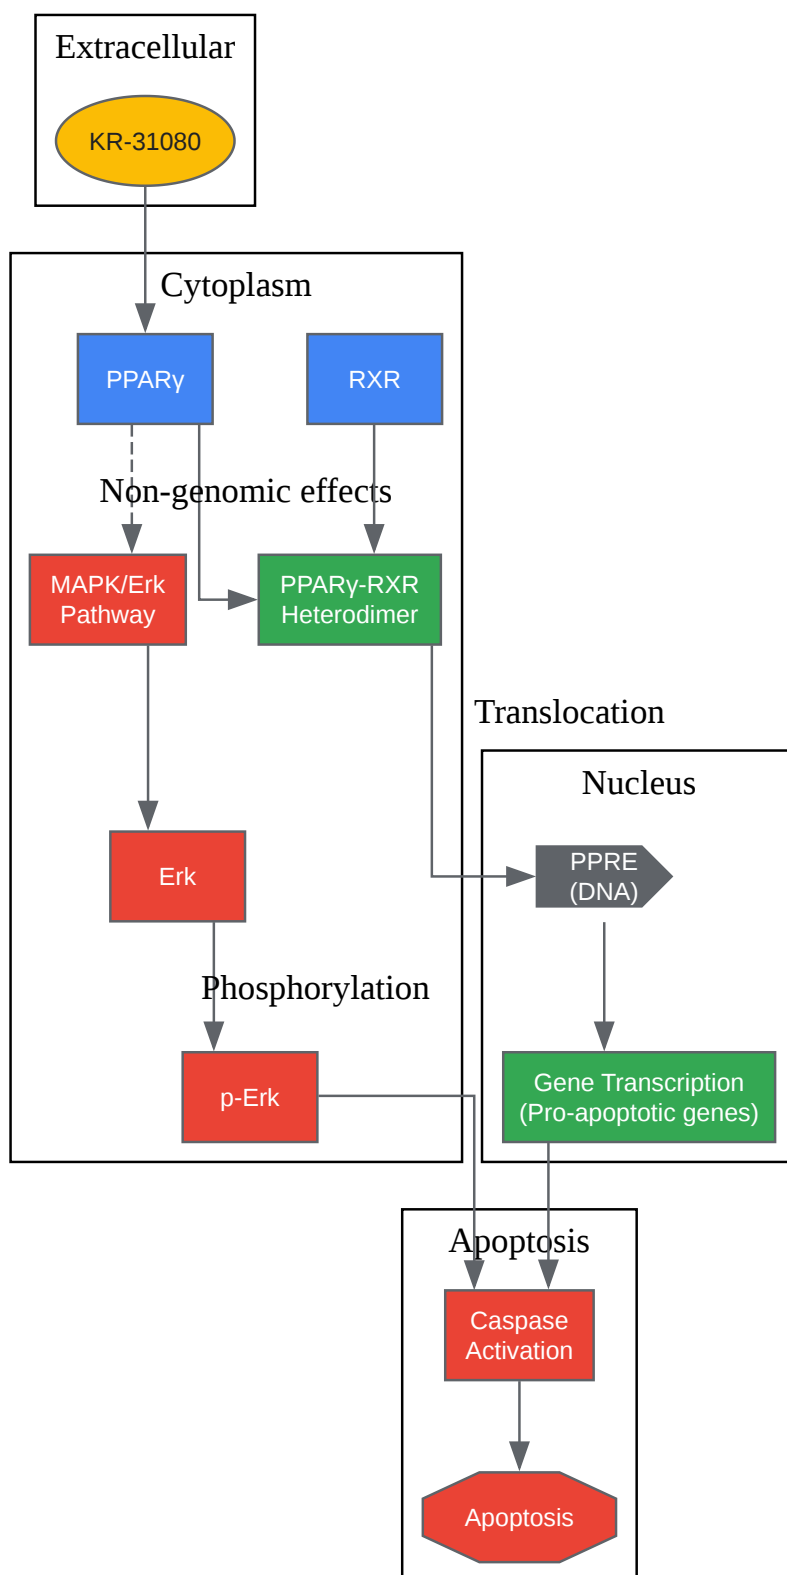 Extracellular
KR-31080
Cytoplasm
PPARγ
RXR
Non-genomic effects
MAPK/Erk
Pathway
PPARγ-RXR
Heterodimer
Translocation
Nucleus
PPRE
(DNA)
Erk
Phosphorylation
p-Erk
Gene Transcription
(Pro-apoptotic genes)
Apoptosis
Caspase
Activation
Apoptosis